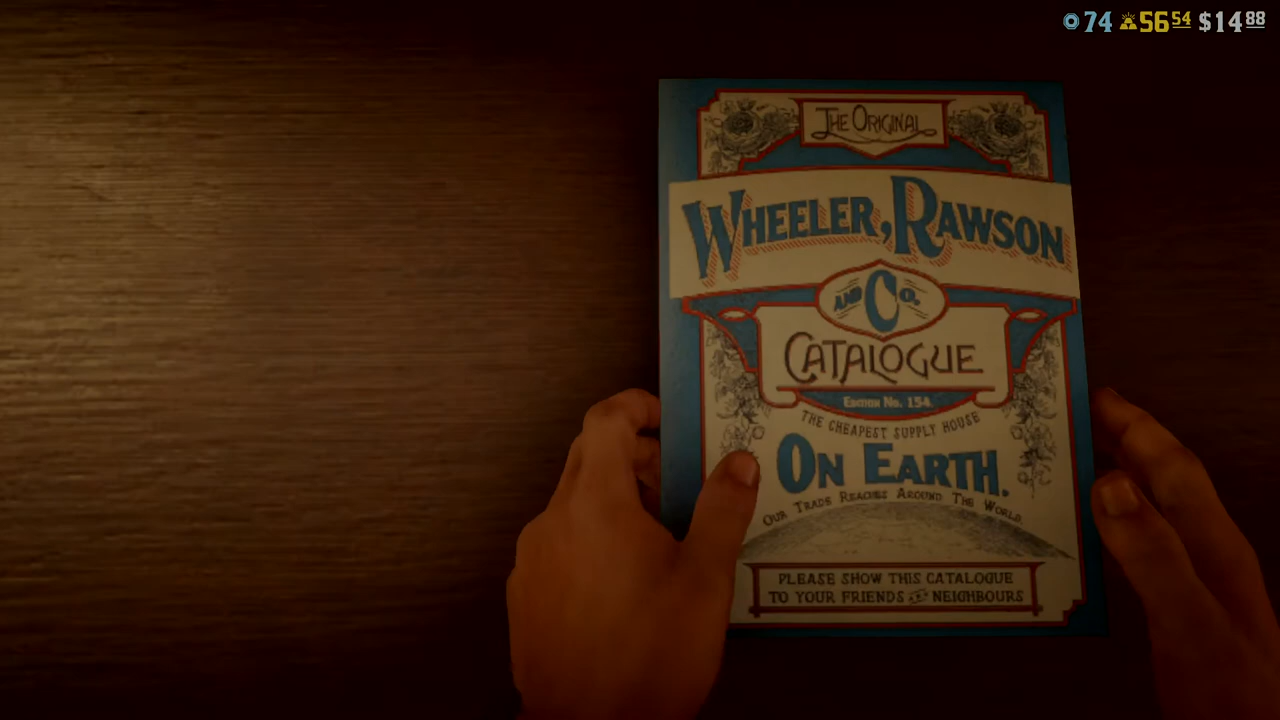 74 56 54 $14 88
THE ORIGINAL
WHEELER, RAWSON
AND Co.
CATALOGUE
EDITION No. 154.
THE CHEAPEST SUPPLY HOUSE
ON EARTH.
OUR TRADE REACHES AROUND THE WORLD.
PLEASE SHOW THIS CATALOGUE
TO YOUR FRIENDS AND NEIGHBOURS